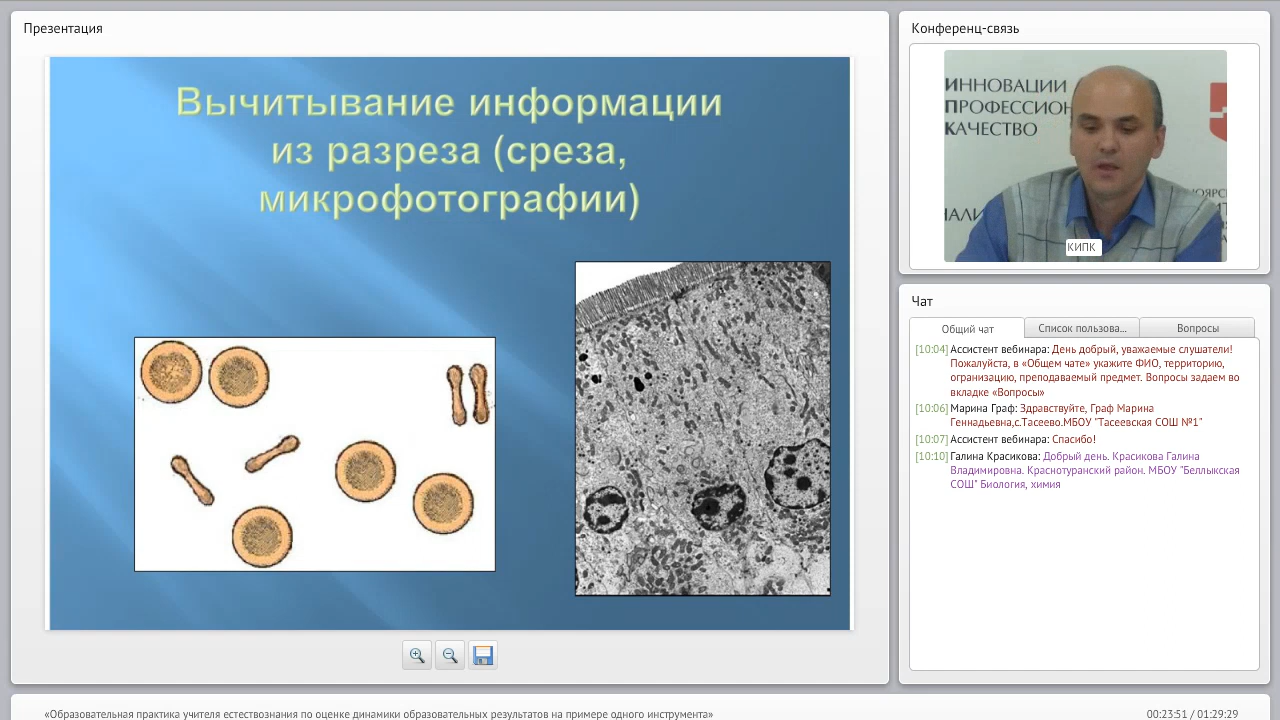 Презентация
Вычитывание информации
из разреза (среза,
микрофотографии)
Конференц-связь
ИННОВАЦИИ
ПРОФЕССИОН
КАЧЕСТВО
КИПК
Чат
Общий чат
Список пользова...
Вопросы
[10:04] Ассистент вебинара: День добрый, уважаемые слушатели!
Пожалуйста, в «Общем чате» укажите ФИО, территорию,
огранизацию, преподаваемый предмет. Вопросы задаем во
вкладке «Вопросы»
[10:06] Марина Граф: Здравствуйте, Граф Марина
Геннадьевна,с.Тасеево.МБОУ "Тасеевская СОШ №1"
[10:07] Ассистент вебинара: Спасибо!
[10:10] Галина Красикова: Добрый день. Красикова Галина
Владимировна. Краснотуранский район. МБОУ "Беллыкская
СОШ" Биология, химия
«Образовательная практика учителя естествознания по оценке динамики образовательных результатов на примере одного инструмента»
00:23:51 / 01:29:29